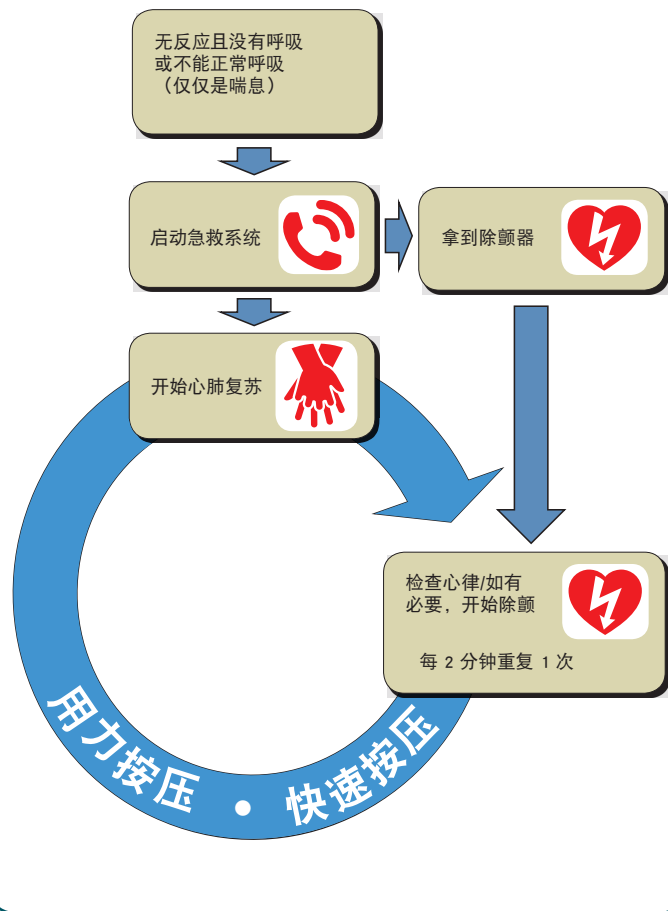 无反应且没有呼吸
或不能正常呼吸
（仅仅是喘息）
启动急救系统
拿到除颤器
开始心肺复苏
检查心律/如有
必要，开始除颤
每 2 分钟重复 1 次
用力按压 • 快速按压